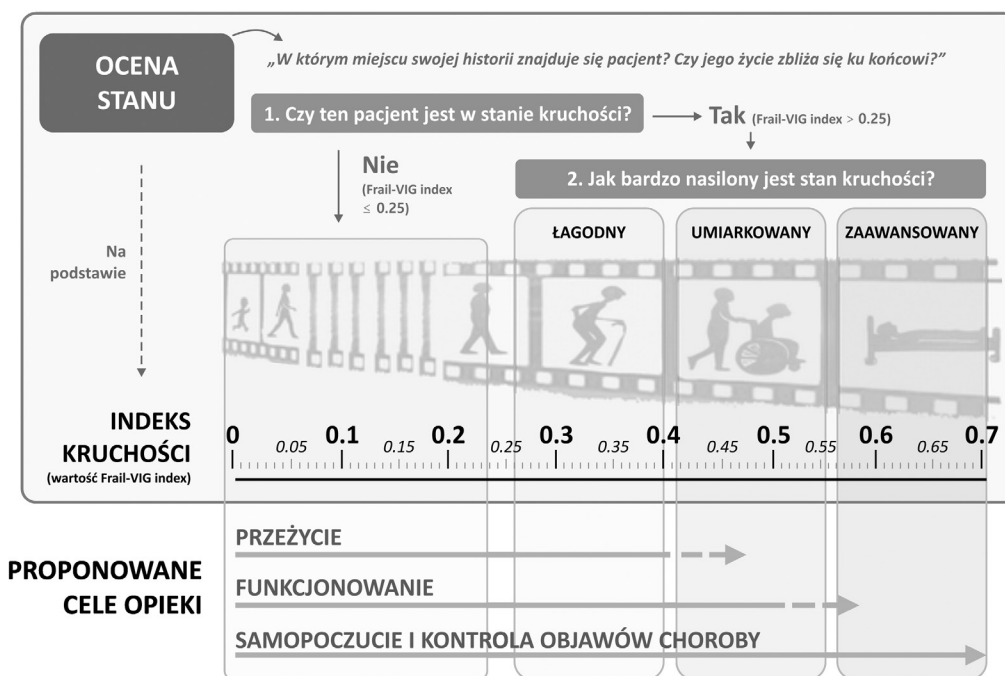 OCENA
STANU
„W którym miejscu swojej historii znajduje się pacjent? Czy jego życie zbliża się ku końcowi?”
1. Czy ten pacjent jest w stanie kruchości?
Tak (Frail-VIG index > 0.25)
Nie
(Frail-VIG index
≤ 0.25)
2. Jak bardzo nasilony jest stan kruchości?
Na
podstawie
ŁAGODNY
UMIARKOWANY
ZAAWANSOWANY
INDEKS
KRUCHOŚCI
(wartość Frail-VIG index)
0 0.05 0.1 0.15 0.2 0.25 0.3 0.35 0.4 0.45 0.5 0.55 0.6 0.65 0.7
PROPONOWANE
CELE OPIEKI
PRZEŻYCIE
FUNKCJONOWANIE
SAMOPOCZUCIE I KONTROLA OBJAWÓW CHOROBY